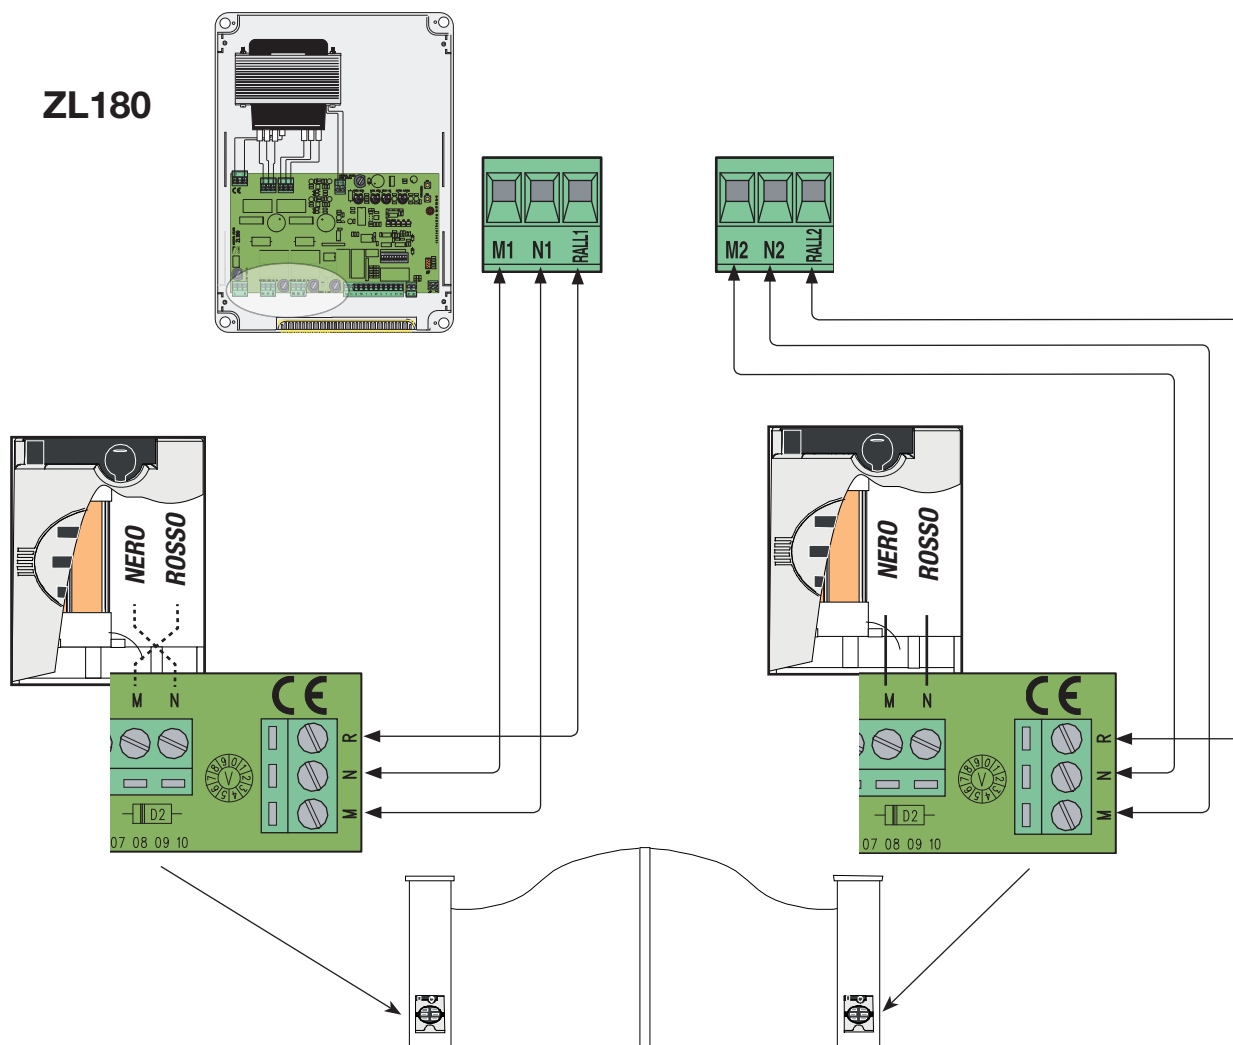 ZL180
M1 N1 RALL1
M2 N2 RALL2
NERO
ROSSO
NERO
ROSSO
M N
CE
R
N
M
V
D2
07 08 09 10
M N
CE
R
N
M
V
D2
07 08 09 10